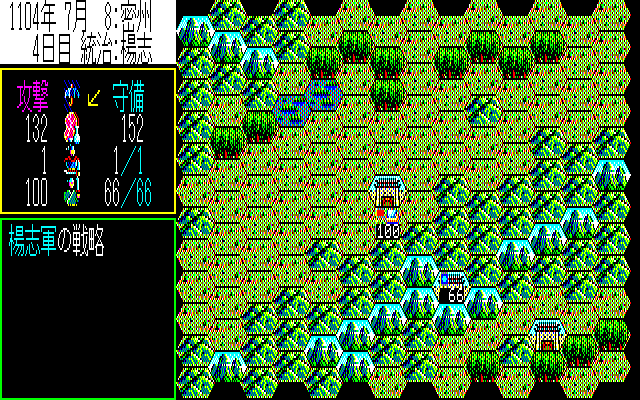 1104年 7月 8:密州
4日目 統治:楊志
攻撃 守備
132 152
1 1/1
100 66/66
楊志軍の戦略
100
66